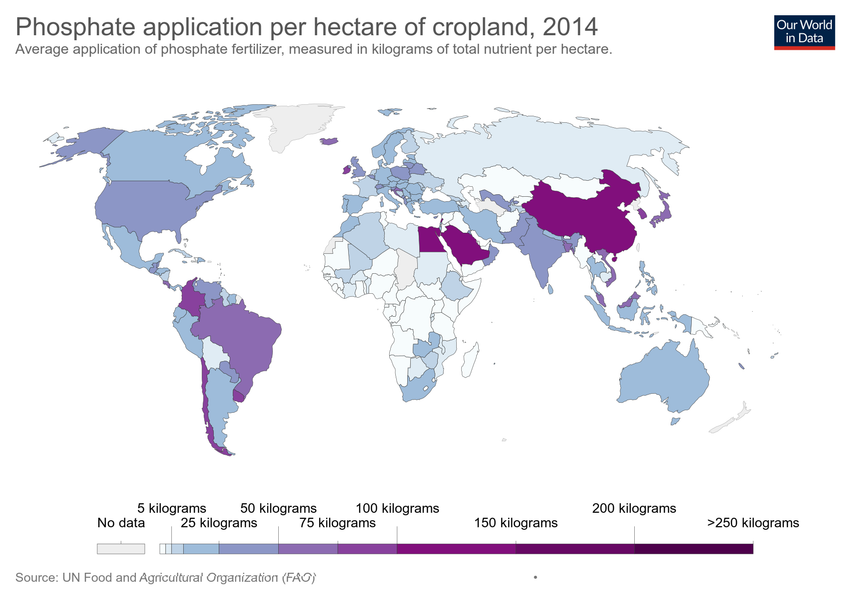 Phosphate application per hectare of cropland, 2014
Average application of phosphate fertilizer, measured in kilograms of total nutrient per hectare.
Our World
in Data
5 kilograms 50 kilograms 100 kilograms 200 kilograms
No data 25 kilograms 75 kilograms 150 kilograms >250 kilograms
Source: UN Food and Agricultural Organization (FAO)